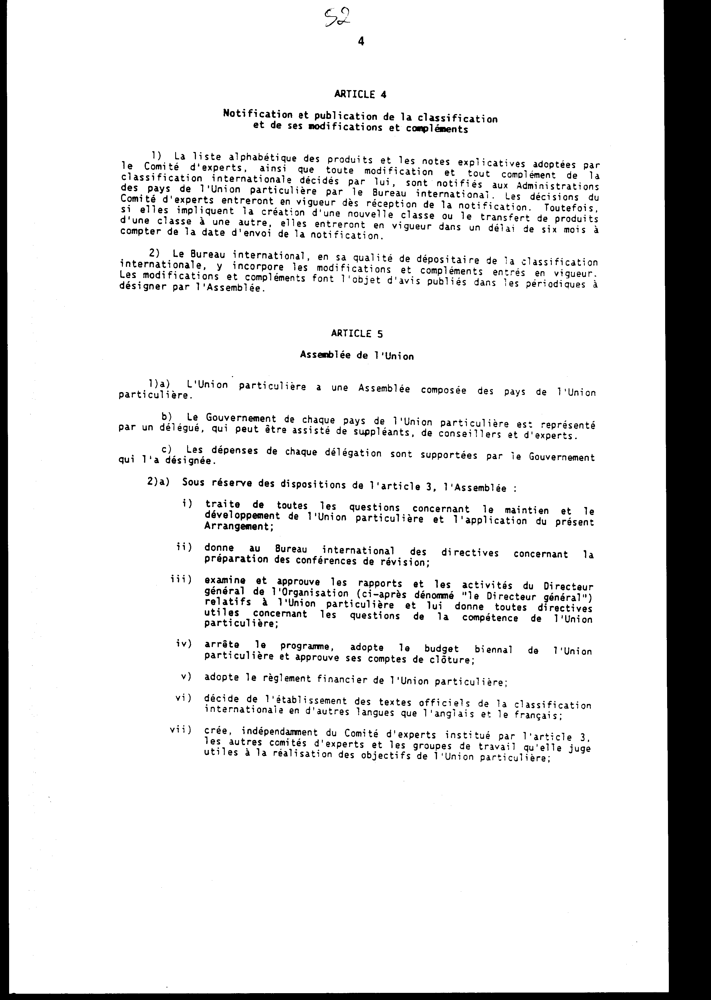 52
4
ARTICLE 4
Notification et publication de la classification
et de ses modifications et compléments
1) La liste alphabétique des produits et les notes explicatives adoptées par
le Comité d'experts, ainsi que toute modification et tout complément de la
classification internationale décidés par lui, sont notifiés aux Administrations
des pays de l'Union particulière par le Bureau international. Les décisions du
Comité d'experts entreront en vigueur dès réception de la notification. Toutefois,
si elles impliquent la création d'une nouvelle classe ou le transfert de produits
d'une classe à une autre, elles entreront en vigueur dans un délai de six mois à
compter de la date d'envoi de la notification.
2) Le Bureau international, en sa qualité de dépositaire de la classification
internationale, y incorpore les modifications et compléments entrés en vigueur.
Les modifications et compléments font l'objet d'avis publiés dans les périodiques à
désigner par l'Assemblée.
ARTICLE 5
Assemblée de l'Union
1)a) L'Union particulière a une Assemblée composée des pays de l'Union
particulière.
b) Le Gouvernement de chaque pays de l'Union particulière est représenté
par un délégué, qui peut être assisté de suppléants, de conseillers et d'experts.
c) Les dépenses de chaque délégation sont supportées par le Gouvernement
qui l'a désignée.
2)a) Sous réserve des dispositions de l'article 3, l'Assemblée :
i) traite de toutes les questions concernant le maintien et le
développement de l'Union particulière et l'application du présent
Arrangement;
ii) donne au Bureau international des directives concernant la
préparation des conférences de révision;
iii) examine et approuve les rapports et les activités du Directeur
général de l'Organisation (ci-après dénommé "le Directeur général")
relatifs à l'Union particulière et lui donne toutes directives
utiles concernant les questions de la compétence de l'Union
particulière;
iv) arrête le programme, adopte le budget biennal de l'Union
particulière et approuve ses comptes de clôture;
v) adopte le règlement financier de l'Union particulière;
vi) décide de l'établissement des textes officiels de la classification
internationale en d'autres langues que l'anglais et le français;
vii) crée, indépendamment du Comité d'experts institué par l'article 3,
les autres comités d'experts et les groupes de travail qu'elle juge
utiles à la réalisation des objectifs de l'Union particulière;